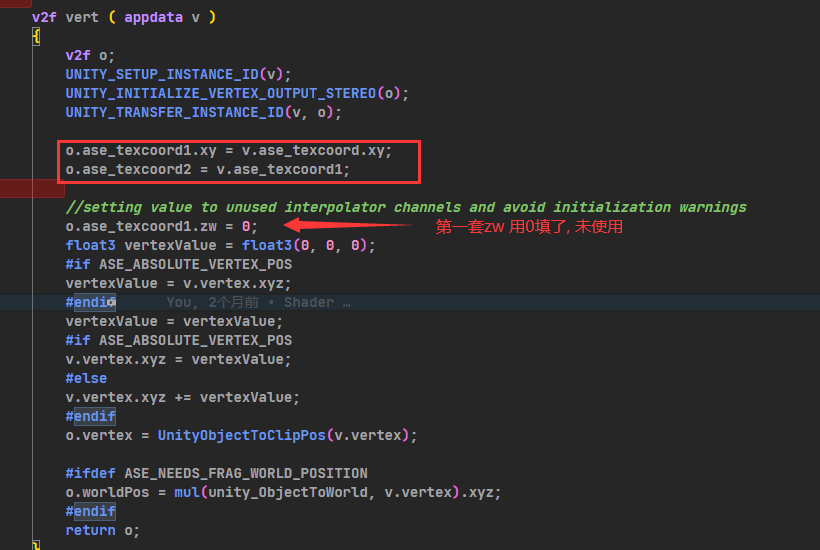 v2f vert ( appdata v )
{
v2f o;
UNITY_SETUP_INSTANCE_ID(v);
UNITY_INITIALIZE_VERTEX_OUTPUT_STEREO(o);
UNITY_TRANSFER_INSTANCE_ID(v, o);
o.ase_texcoord1.xy = v.ase_texcoord.xy;
o.ase_texcoord2 = v.ase_texcoord1;
//setting value to unused interpolator channels and avoid initialization warnings
o.ase_texcoord1.zw = 0; 第一套zw 用0填了, 未使用
float3 vertexValue = float3(0, 0, 0);
#if ASE_ABSOLUTE_VERTEX_POS
vertexValue = v.vertex.xyz;
#endif You, 2个月前 • Shader …
vertexValue = vertexValue;
#if ASE_ABSOLUTE_VERTEX_POS
v.vertex.xyz = vertexValue;
#else
v.vertex.xyz += vertexValue;
#endif
o.vertex = UnityObjectToClipPos(v.vertex);
#ifdef ASE_NEEDS_FRAG_WORLD_POSITION
o.worldPos = mul(unity_ObjectToWorld, v.vertex).xyz;
#endif
return o;
}